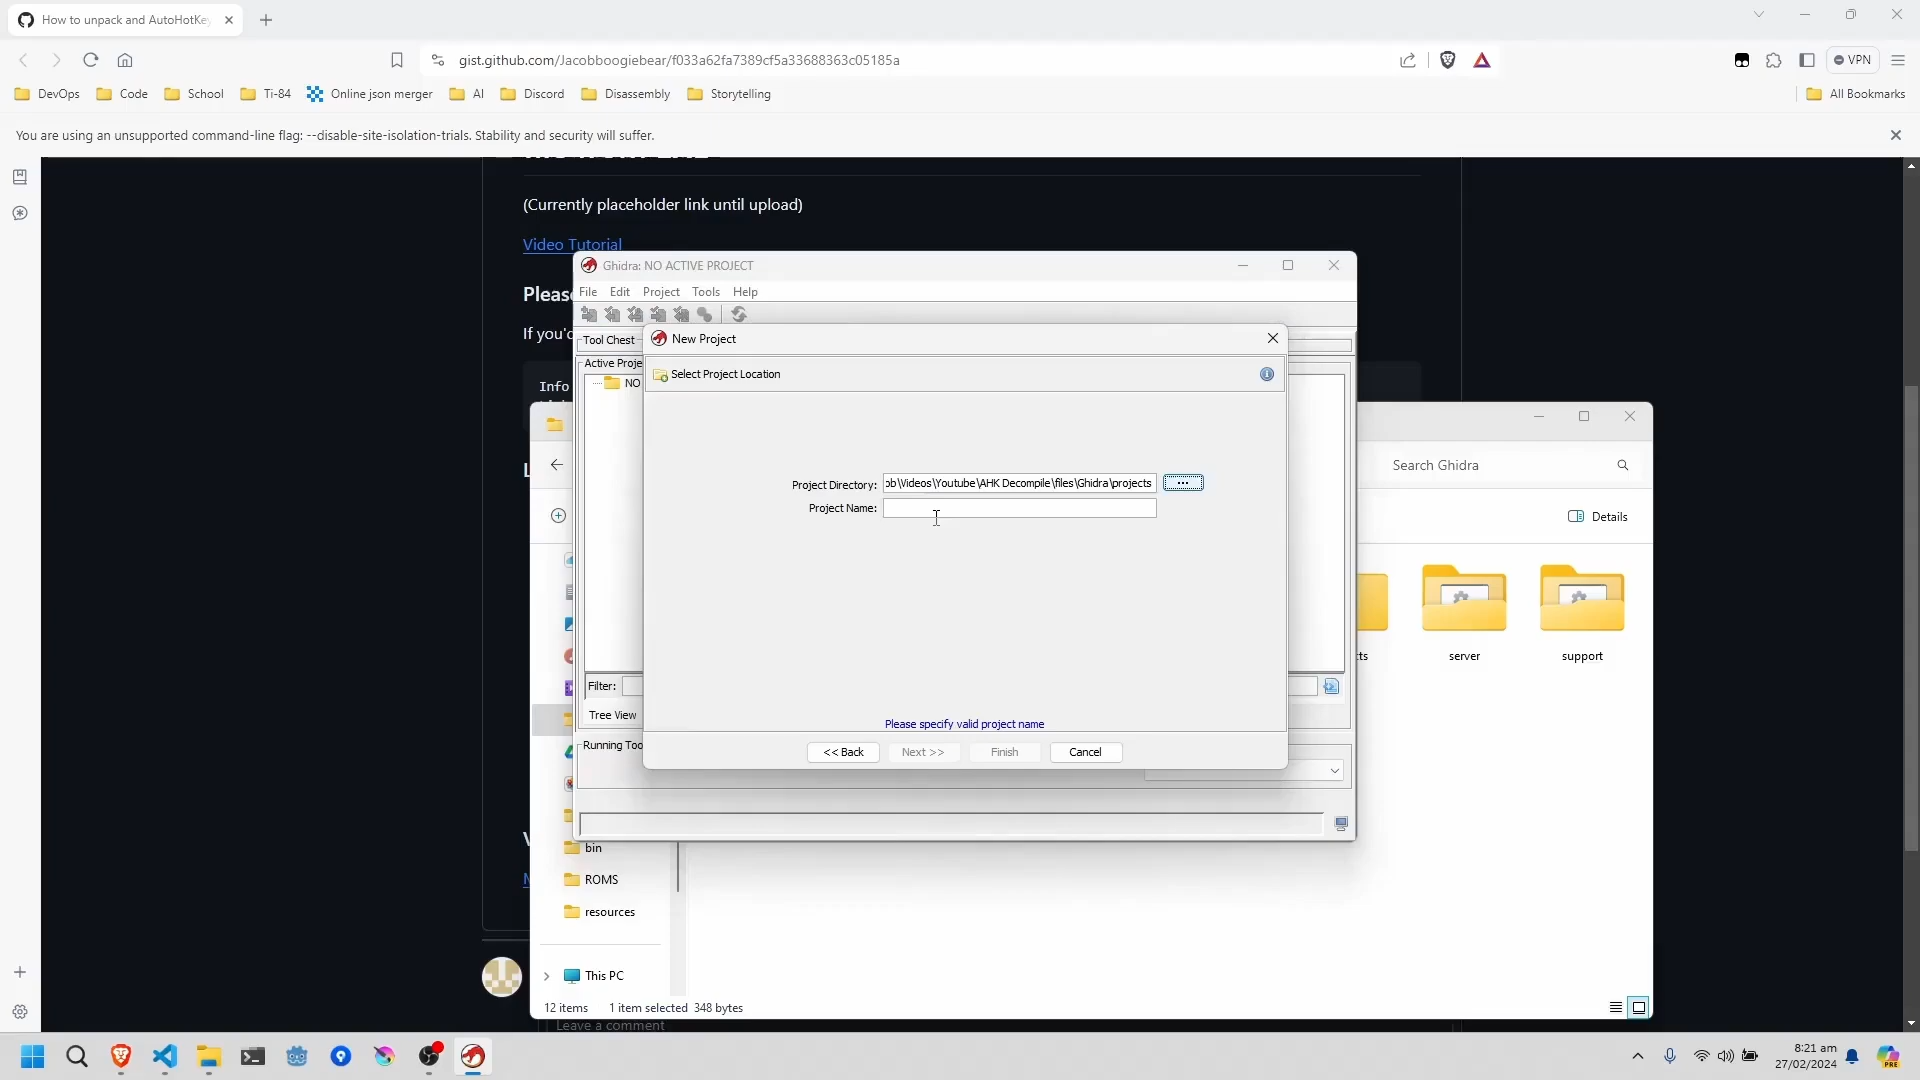 How to unpack and AutoHotKey
gist.github.com/Jacobboogiebear/f033a62fa7389cf5a33688363c05185a
VPN
DevOps
Code
School
Ti-84
Online json merger
AI
Discord
Disassembly
Storytelling
All Bookmarks
You are using an unsupported command-line flag: --disable-site-isolation-trials. Stability and security will suffer.
(Currently placeholder link until upload)
Video Tutorial
Ghidra: NO ACTIVE PROJECT
Pleas
File Edit Project Tools Help
If you'd
New Project
Tool Chest
Active Proje
Select Project Location
NO
Info
Search Ghidra
Project Directory: ob\Videos\Youtube\AHK Decompile\files\Ghidra\projects
...
Project Name:
Details
ts
server
support
Filter:
Tree View
Please specify valid project name
Running Too
<< Back
Next >>
Finish
Cancel
bin
ROMS
resources
This PC
12 items 1 item selected 348 bytes
Leave a comment
8:21 am
27/02/2024
PRE